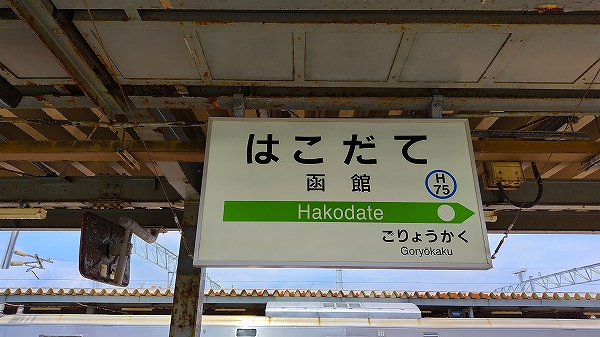 はこだて
函館
H
75
Hakodate
ごりょうかく
Goryōkaku